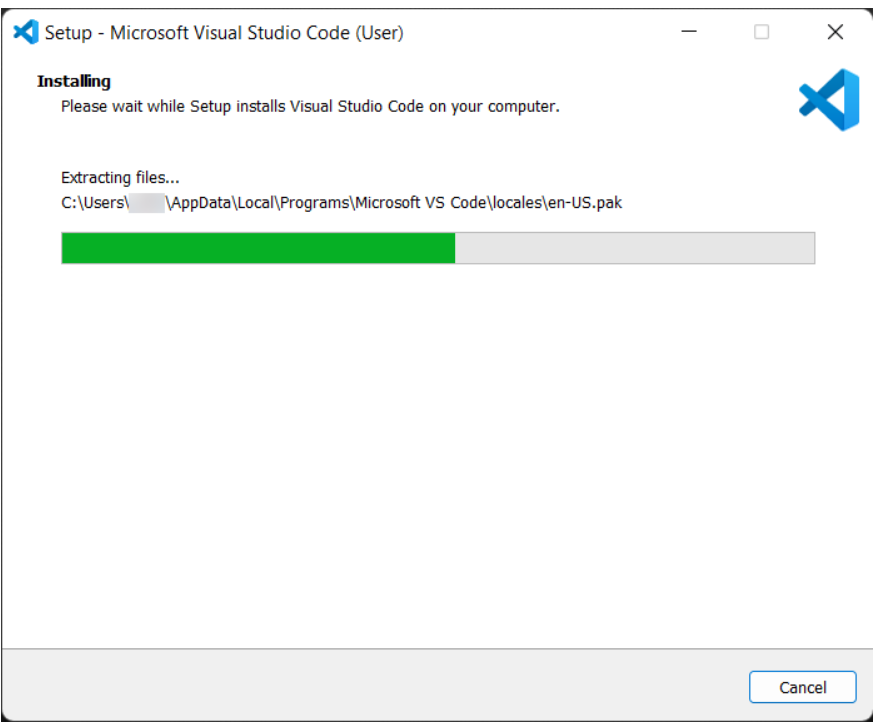 Setup - Microsoft Visual Studio Code (User)
Installing
Please wait while Setup installs Visual Studio Code on your computer.
Extracting files...
C:\Users\ \AppData\Local\Programs\Microsoft VS Code\locales\en-US.pak
Cancel